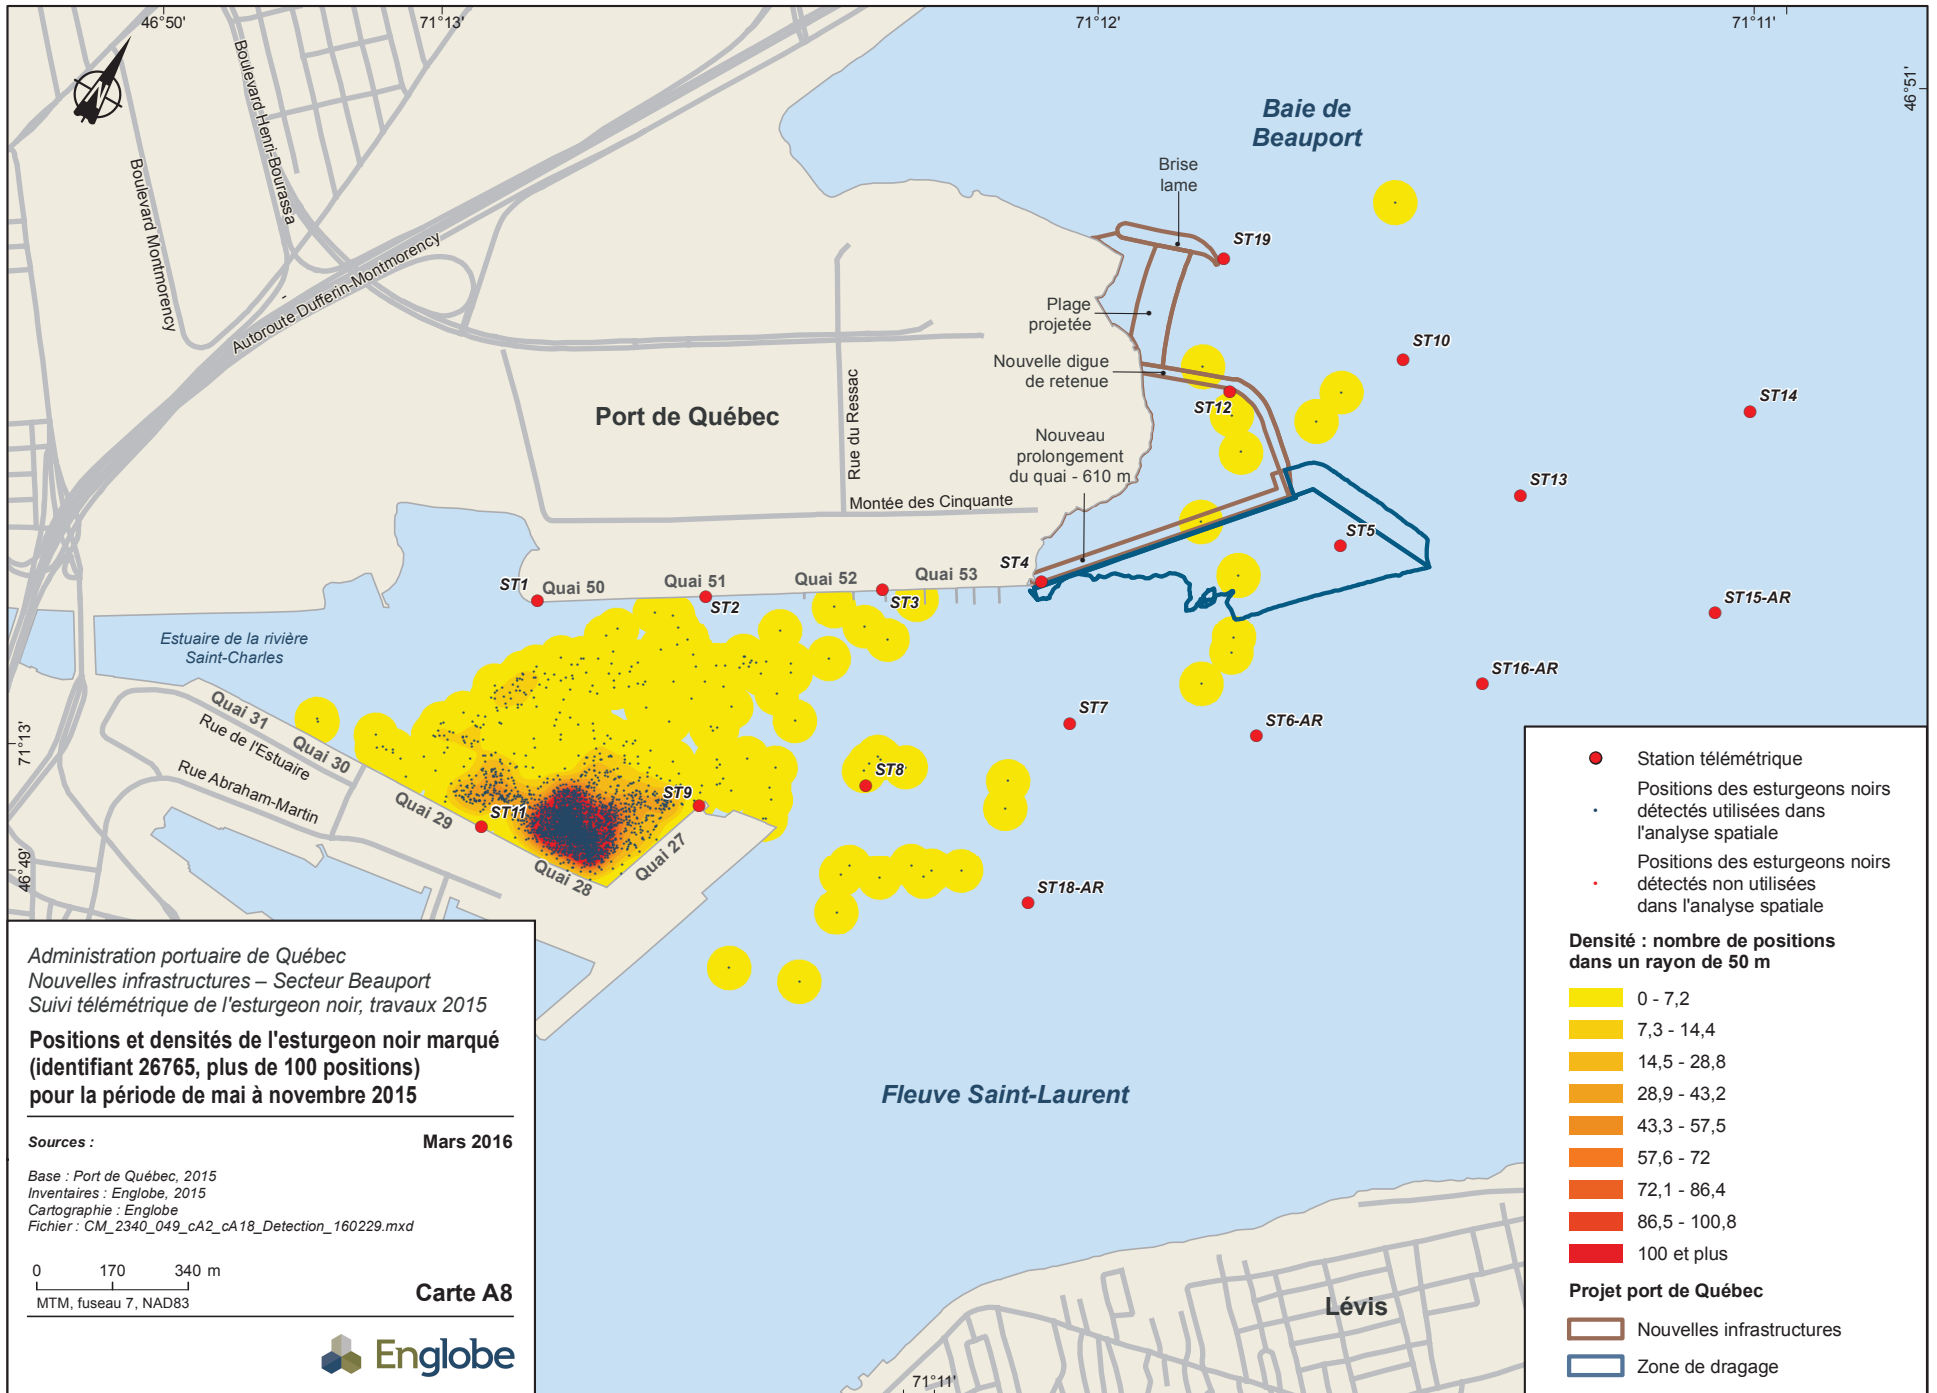 46°50'
71°13'
71°12'
71°11'
46°51'
Boulevard Henri-Bourassa
Boulevard Montmorency
Autoroute Dufferin-Montmorency
Baie de
Beauport
Brise
lame
ST19
Plage
projetée
ST10
Nouvelle digue
de retenue
ST12
ST14
Port de Québec
Rue du Ressac
Nouveau
prolongement
du quai - 610 m
Montée des Cinquante
ST13
ST5
ST4
ST1
Quai 50
Quai 51
ST2
Quai 52
ST3
Quai 53
ST15-AR
Estuaire de la rivière
Saint-Charles
ST16-AR
Quai 31
Rue de l'Estuaire
Quai 30
Rue Abraham-Martin
71°13'
ST7
ST6-AR
ST8
ST9
ST11
Quai 29
Quai 28
Quai 27
46°49'
ST18-AR
Fleuve Saint-Laurent
Lévis
71°11'
Administration portuaire de Québec
Nouvelles infrastructures – Secteur Beauport
Suivi télémétrique de l'esturgeon noir, travaux 2015
Positions et densités de l'esturgeon noir marqué
(identifiant 26765, plus de 100 positions)
pour la période de mai à novembre 2015
Sources :
Mars 2016
Base : Port de Québec, 2015
Inventaires : Englobe, 2015
Cartographie : Englobe
Fichier : CM_2340_049_cA2_cA18_Detection_160229.mxd
0 170 340 m
MTM, fuseau 7, NAD83
Carte A8
Englobe
Station télémétrique
Positions des esturgeons noirs
détectés utilisées dans
l'analyse spatiale
Positions des esturgeons noirs
détectés non utilisées
dans l'analyse spatiale
Densité : nombre de positions
dans un rayon de 50 m
0 - 7,2
7,3 - 14,4
14,5 - 28,8
28,9 - 43,2
43,3 - 57,5
57,6 - 72
72,1 - 86,4
86,5 - 100,8
100 et plus
Projet port de Québec
Nouvelles infrastructures
Zone de dragage